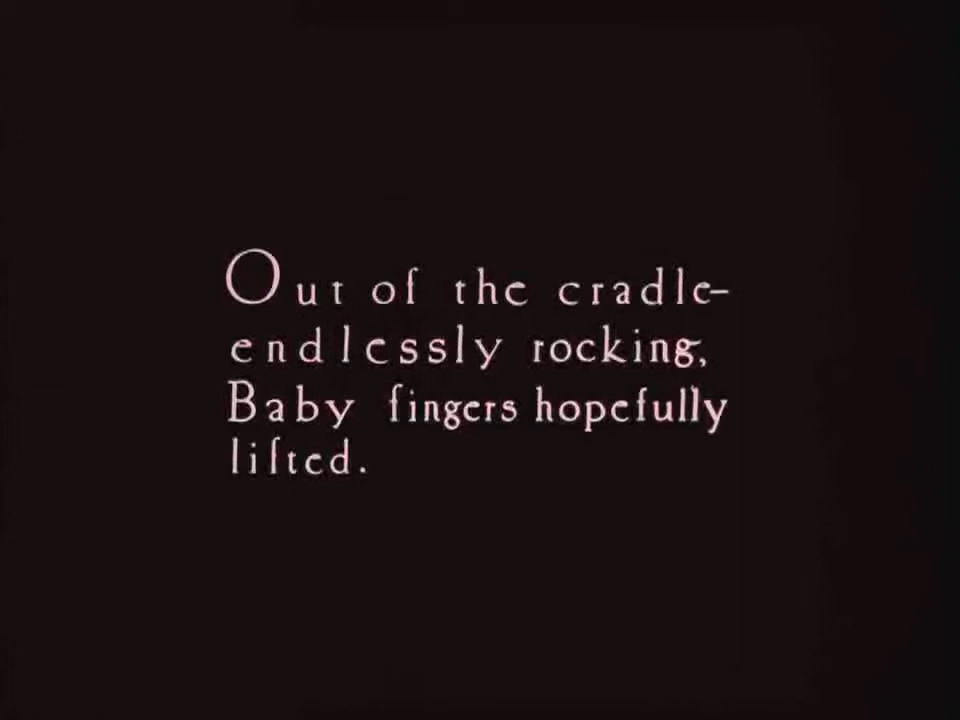 Out of the cradle-
endlessly rocking,
Baby fingers hopefully
lifted.